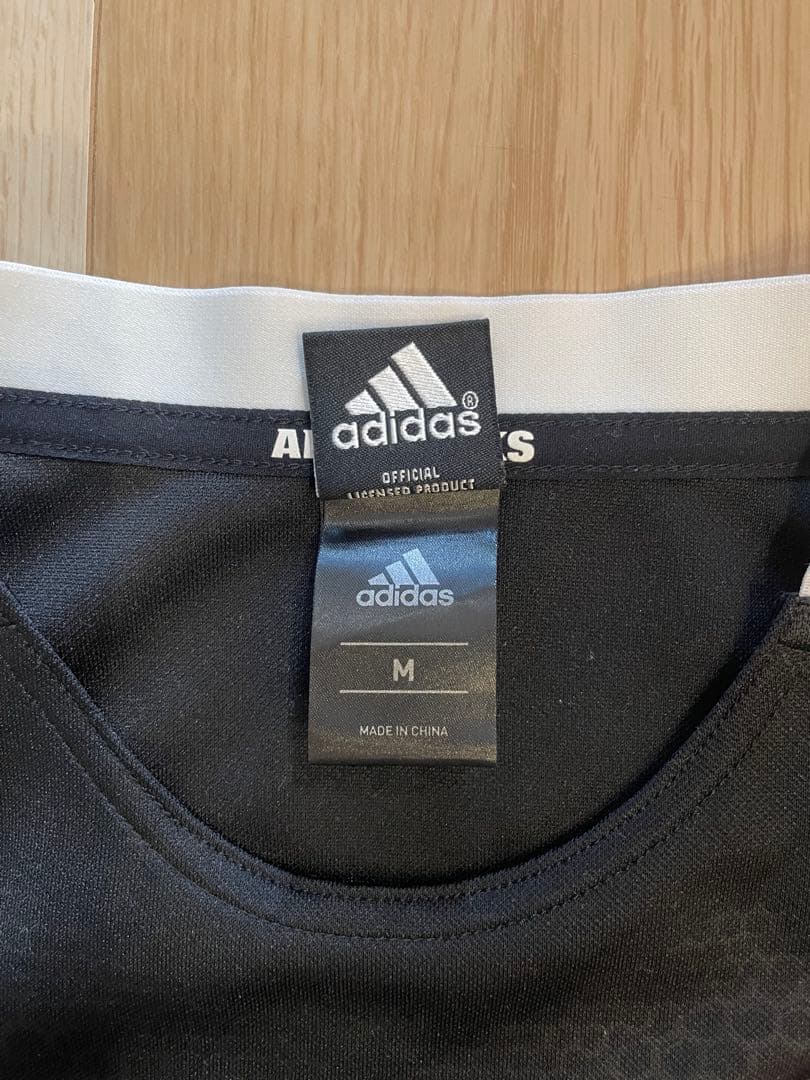 adidas®
OFFICIAL
LICENSED PRODUCT
adidas
M
MADE IN CHINA